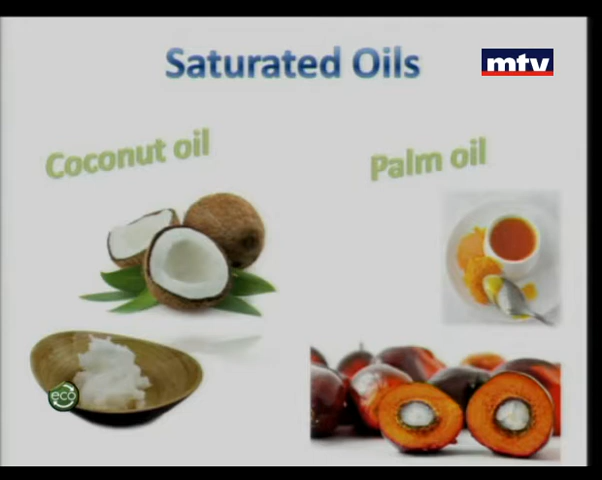 Saturated Oils
mtv
Coconut oil
Palm oil
eco